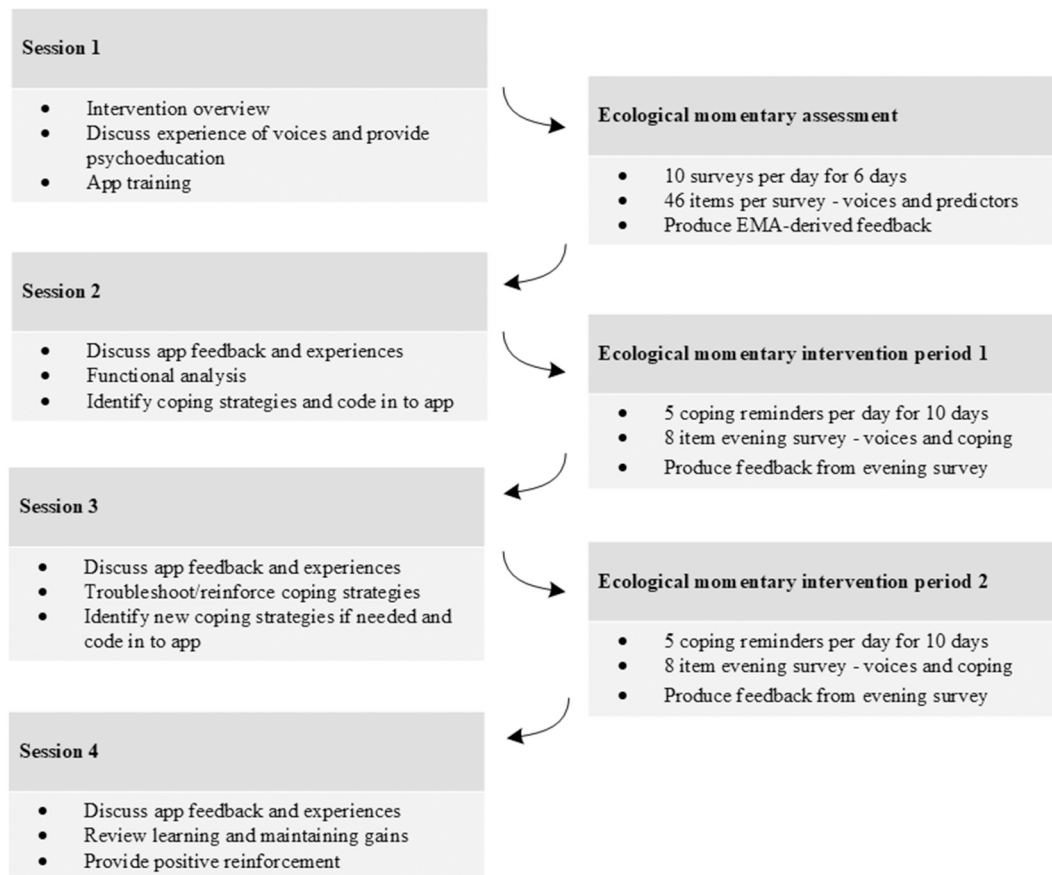 Session 1
• Intervention overview
• Discuss experience of voices and provide
psychoeducation
• App training
Ecological momentary assessment
• 10 surveys per day for 6 days
• 46 items per survey - voices and predictors
• Produce EMA-derived feedback
Session 2
• Discuss app feedback and experiences
• Functional analysis
• Identify coping strategies and code in to app
Ecological momentary intervention period 1
• 5 coping reminders per day for 10 days
• 8 item evening survey - voices and coping
• Produce feedback from evening survey
Session 3
• Discuss app feedback and experiences
• Troubleshoot/reinforce coping strategies
• Identify new coping strategies if needed and
code in to app
Ecological momentary intervention period 2
• 5 coping reminders per day for 10 days
• 8 item evening survey - voices and coping
• Produce feedback from evening survey
Session 4
• Discuss app feedback and experiences
• Review learning and maintaining gains
• Provide positive reinforcement